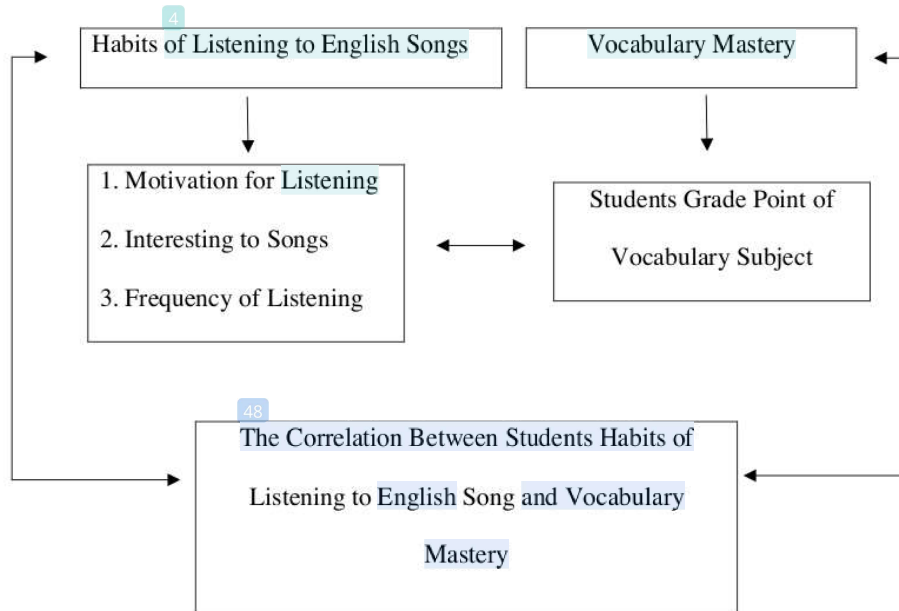 4
Habits of Listening to English Songs
Vocabulary Mastery
1. Motivation for Listening
2. Interesting to Songs
3. Frequency of Listening
Students Grade Point of
Vocabulary Subject
48
The Correlation Between Students Habits of
Listening to English Song and Vocabulary
Mastery